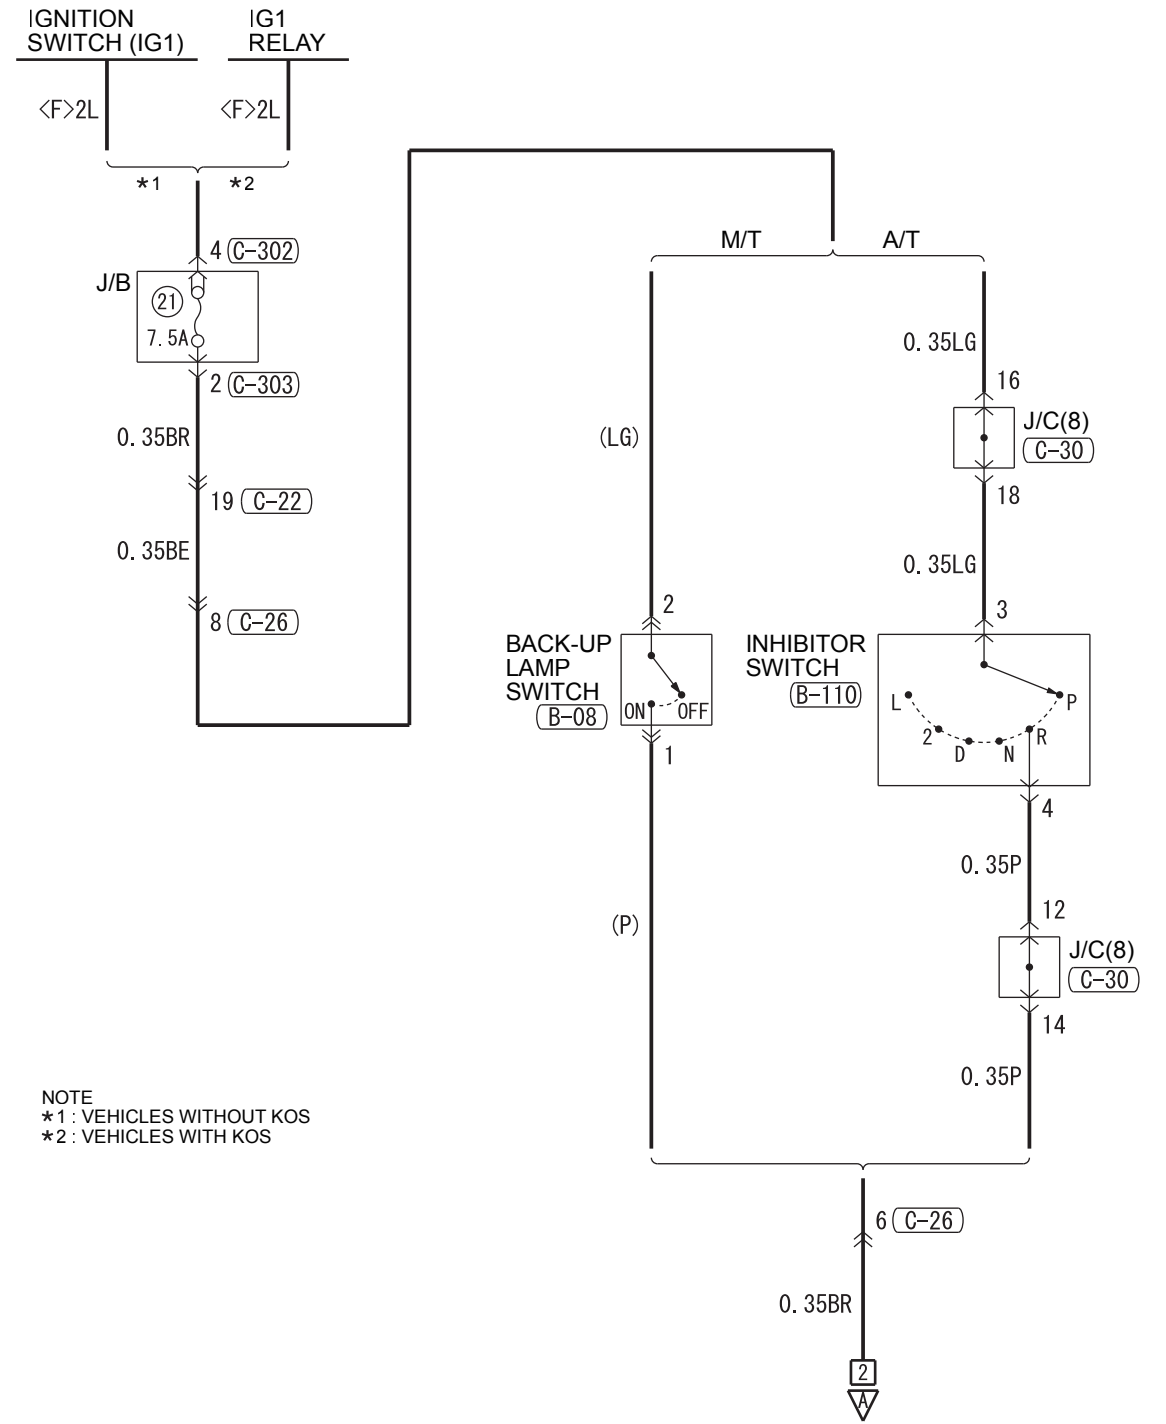 IGNITION
SWITCH (IG1)
IG1
RELAY
<F>2L
<F>2L
*1
*2
4 C-302
J/B
21
7.5A
2 C-303
0.35BR
19 C-22
0.35BE
8 C-26
M/T
A/T
0.35LG
16
J/C(8)
C-30
(LG)
18
0.35LG
2
3
BACK-UP
LAMP
SWITCH
B-08
ON
OFF
1
INHIBITOR
SWITCH
B-110
L
2
D
N
R
P
4
0.35P
(P)
12
J/C(8)
C-30
14
0.35P
NOTE
*1 : VEHICLES WITHOUT KOS
*2 : VEHICLES WITH KOS
6 C-26
0.35BR
2
A